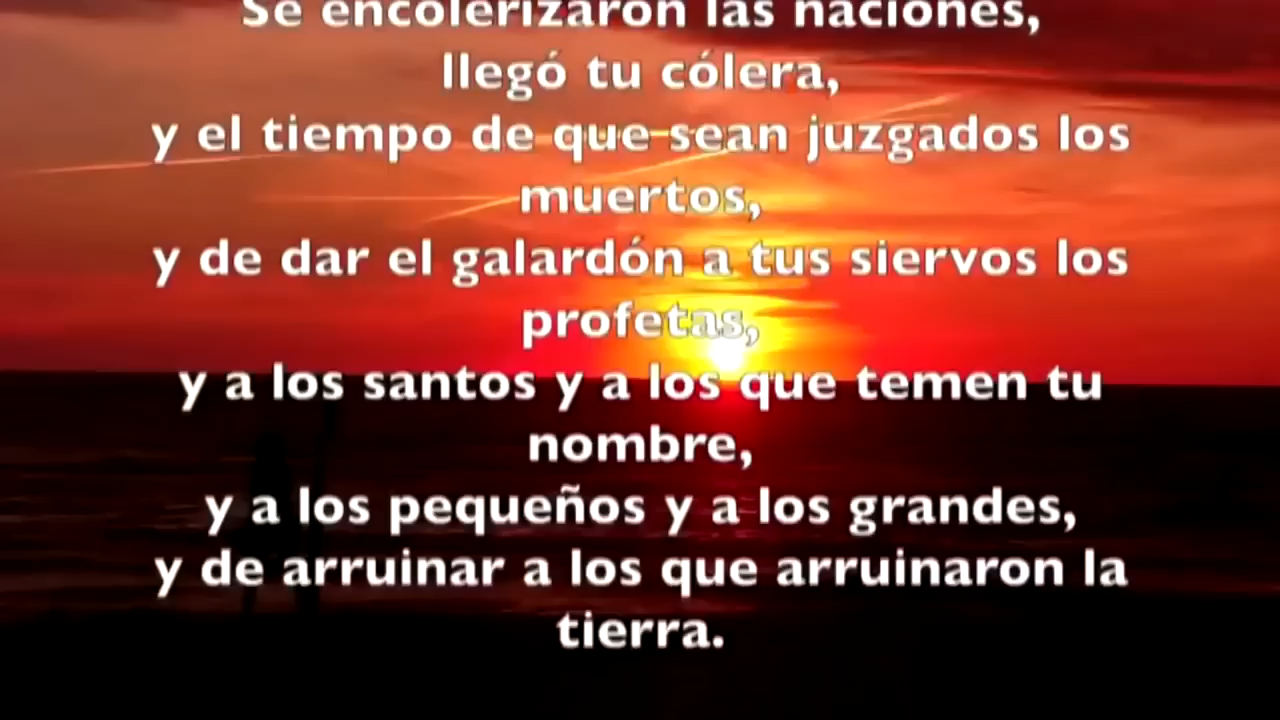 Se encolerizaron las naciones,
llegó tu cólera,
y el tiempo de que sean juzgados los
muertos,
y de dar el galardón a tus siervos los
profetas,
y a los santos y a los que temen tu
nombre,
y a los pequeños y a los grandes,
y de arruinar a los que arruinaron la
tierra.